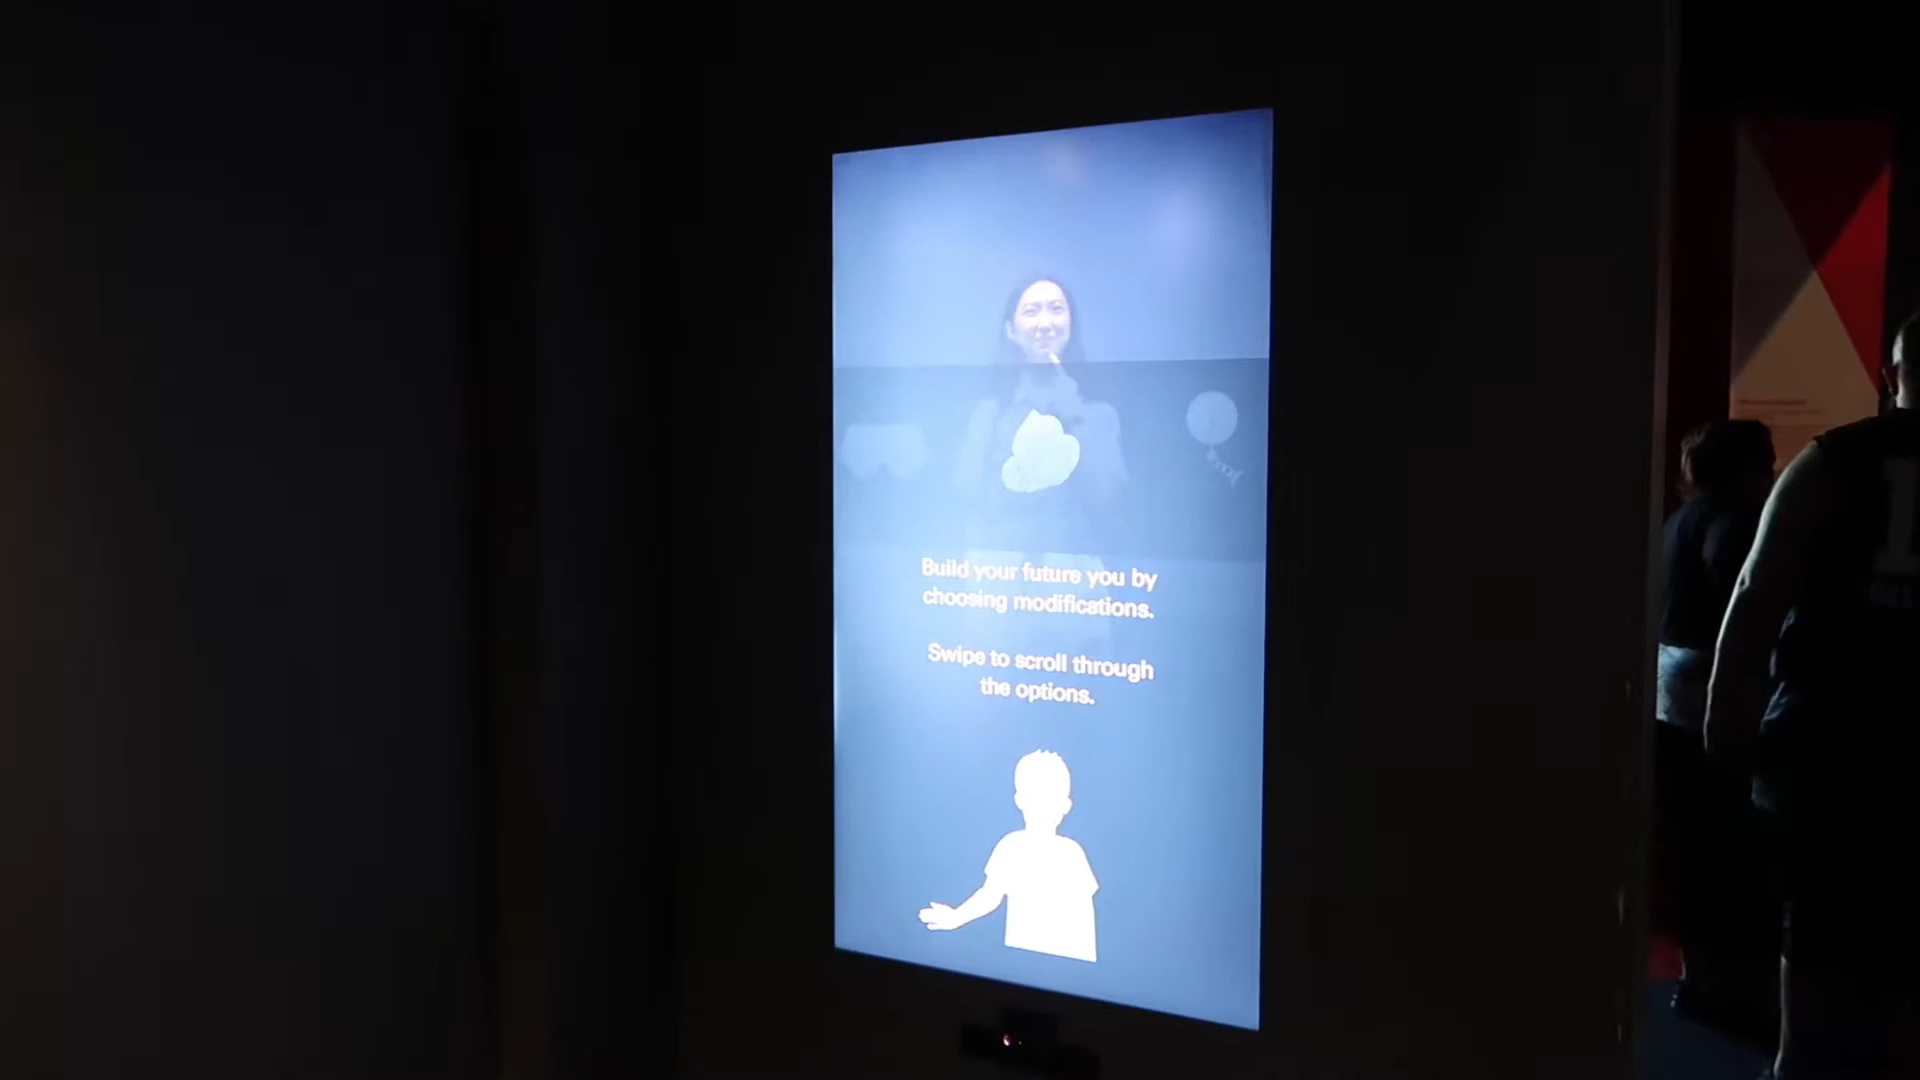 Build your future you by
choosing modifications.
Swipe to scroll through
the options.